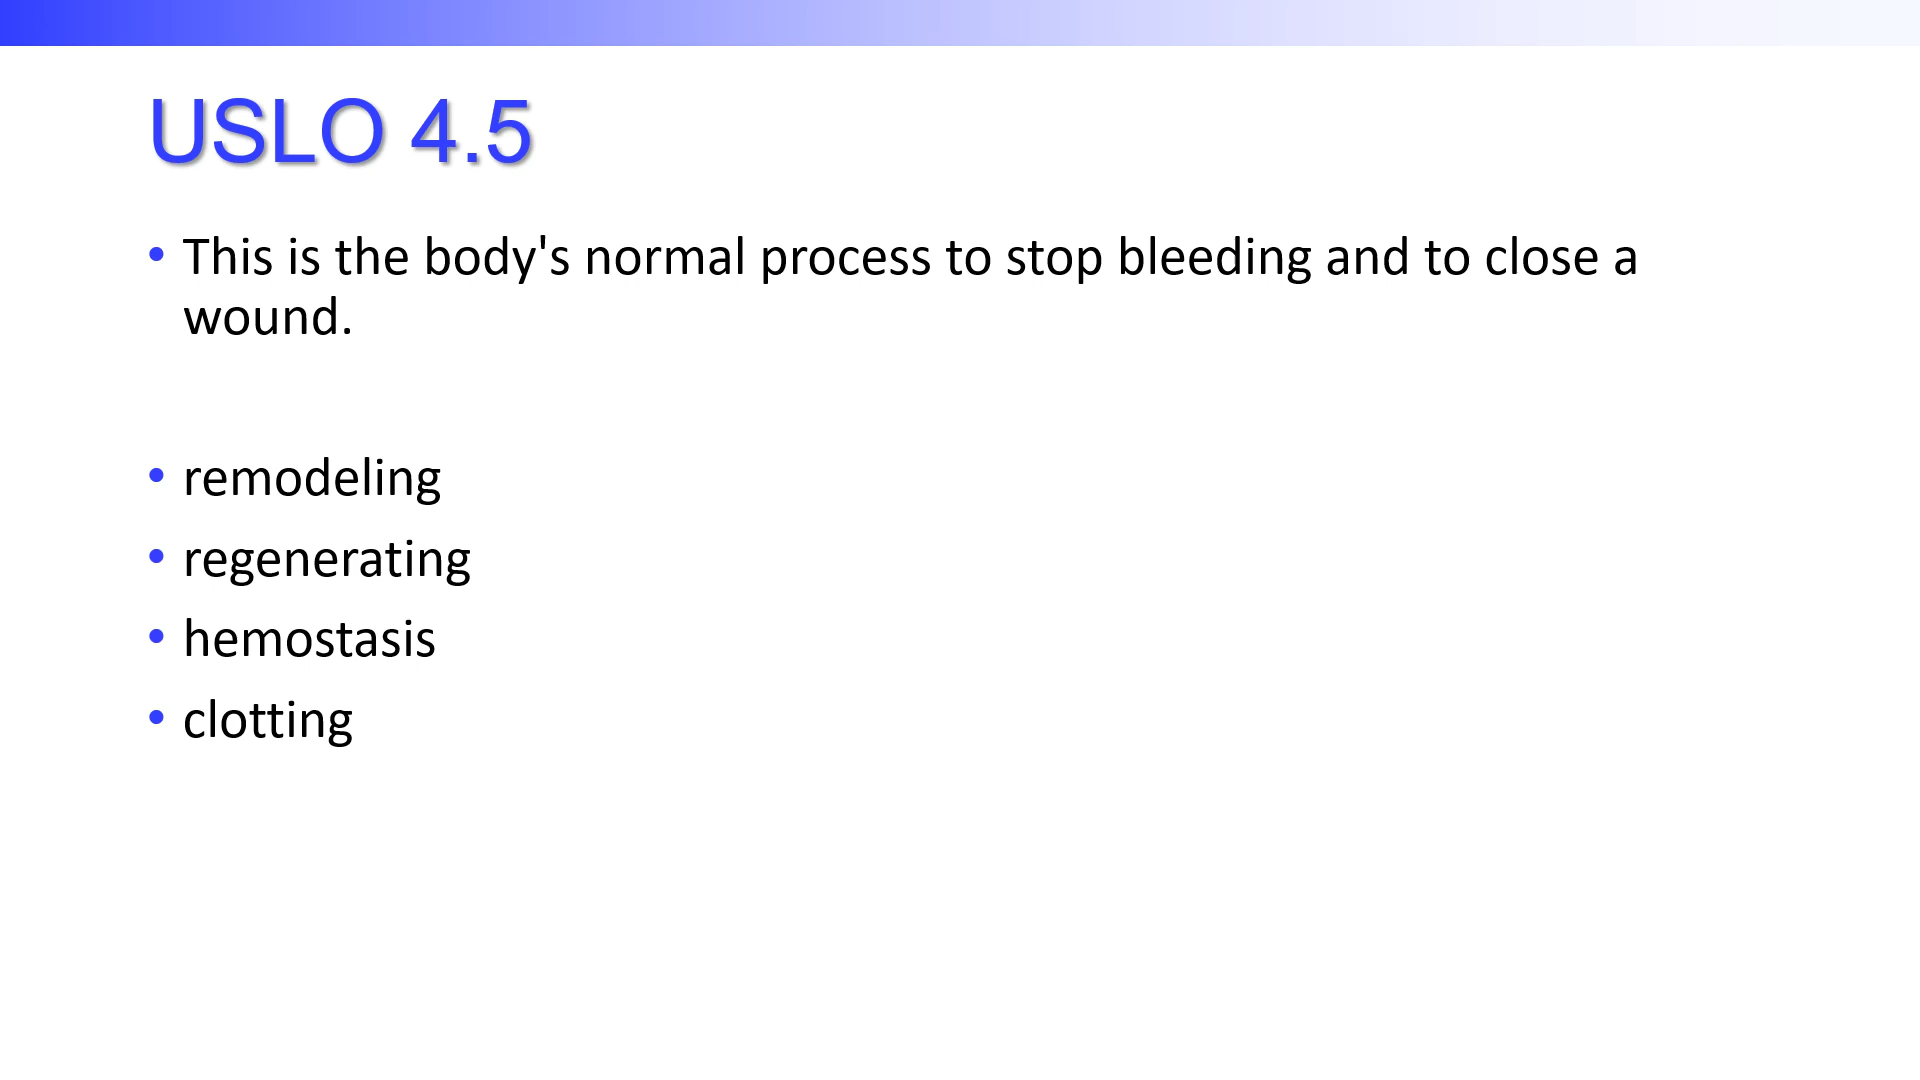 USLO 4.5
• This is the body's normal process to stop bleeding and to close a
wound.
• remodeling
• regenerating
• hemostasis
• clotting